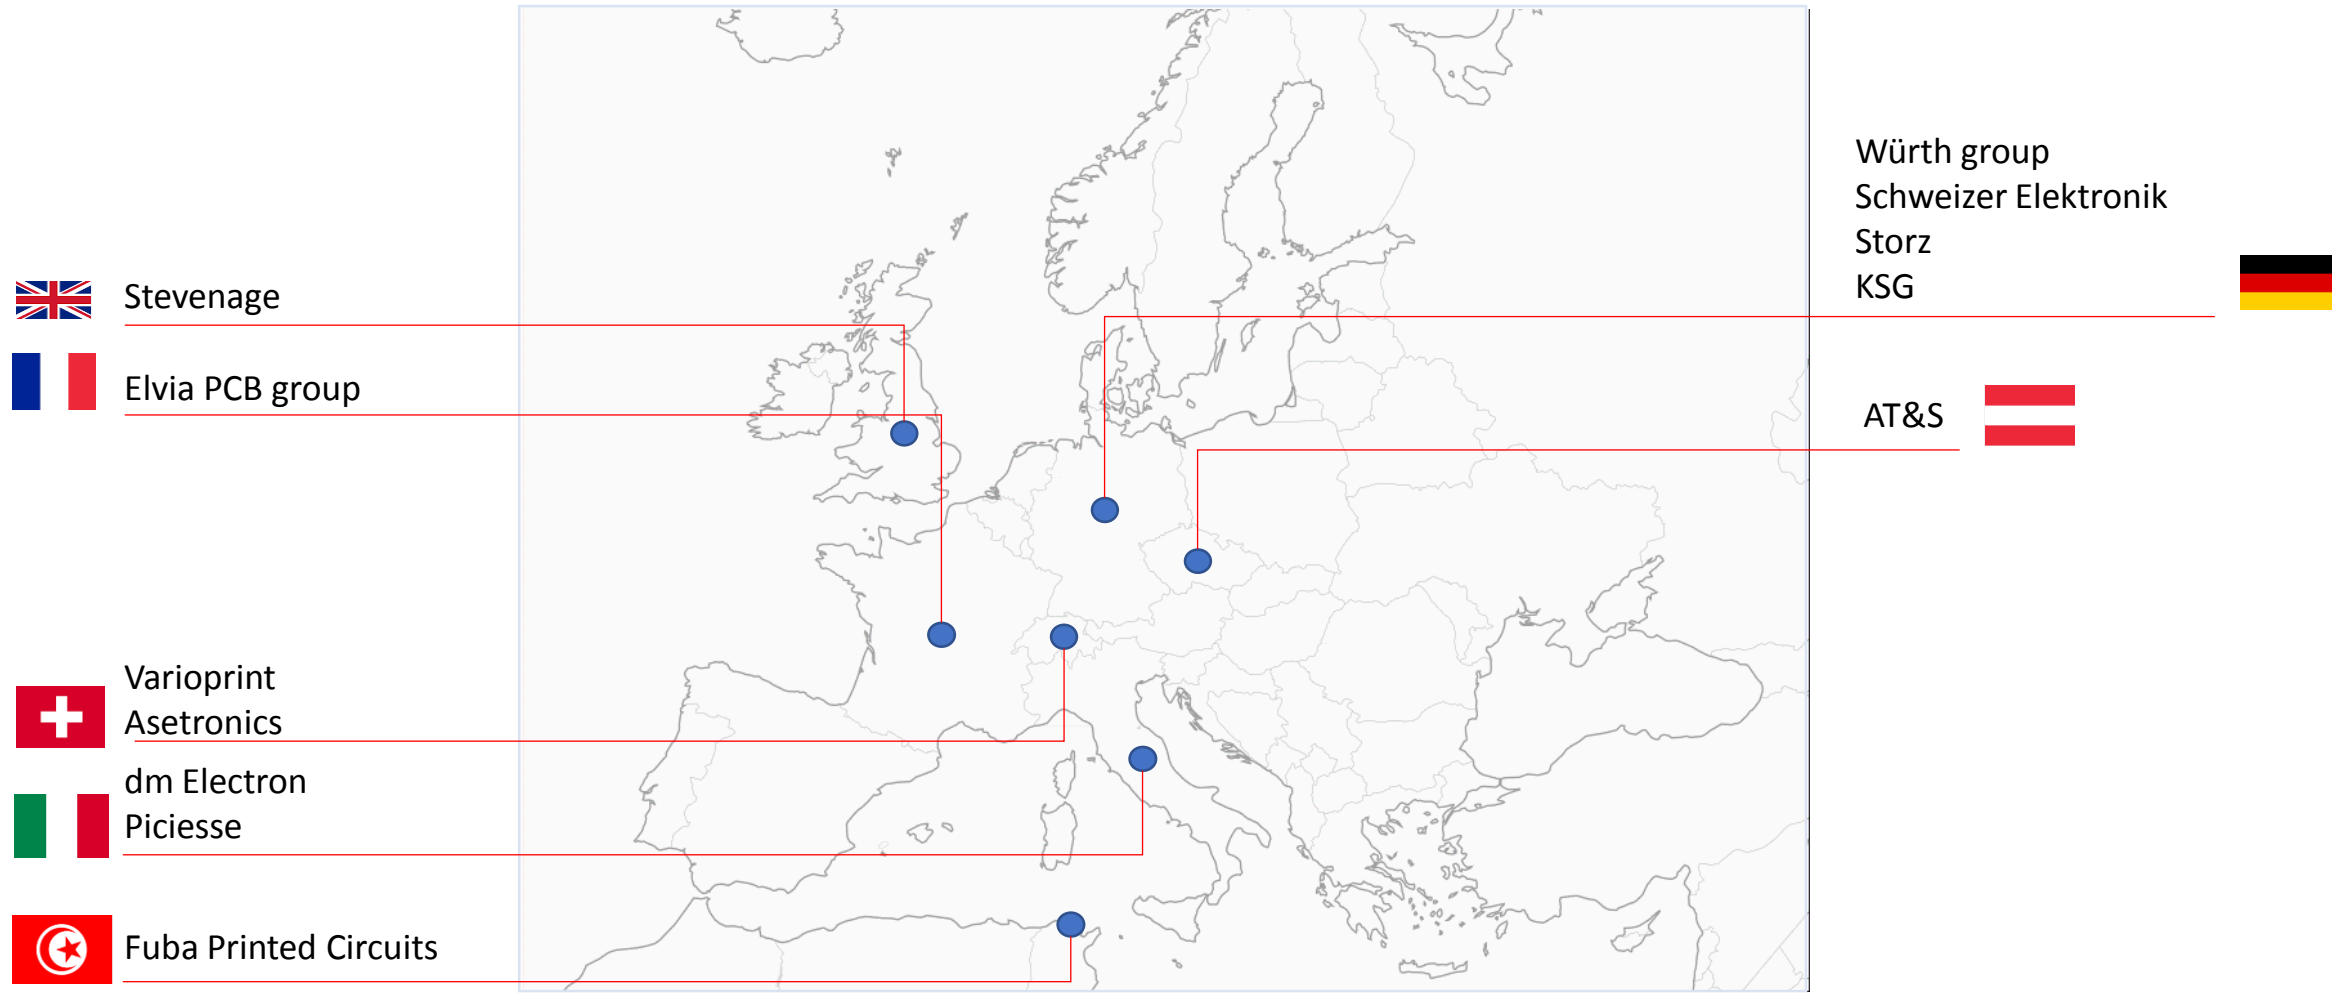 Stevenage
Elvia PCB group
Varioprint
Asetronics
dm Electron
Piciesse
Fuba Printed Circuits
Würth group
Schweizer Elektronik
Storz
KSG
AT&S